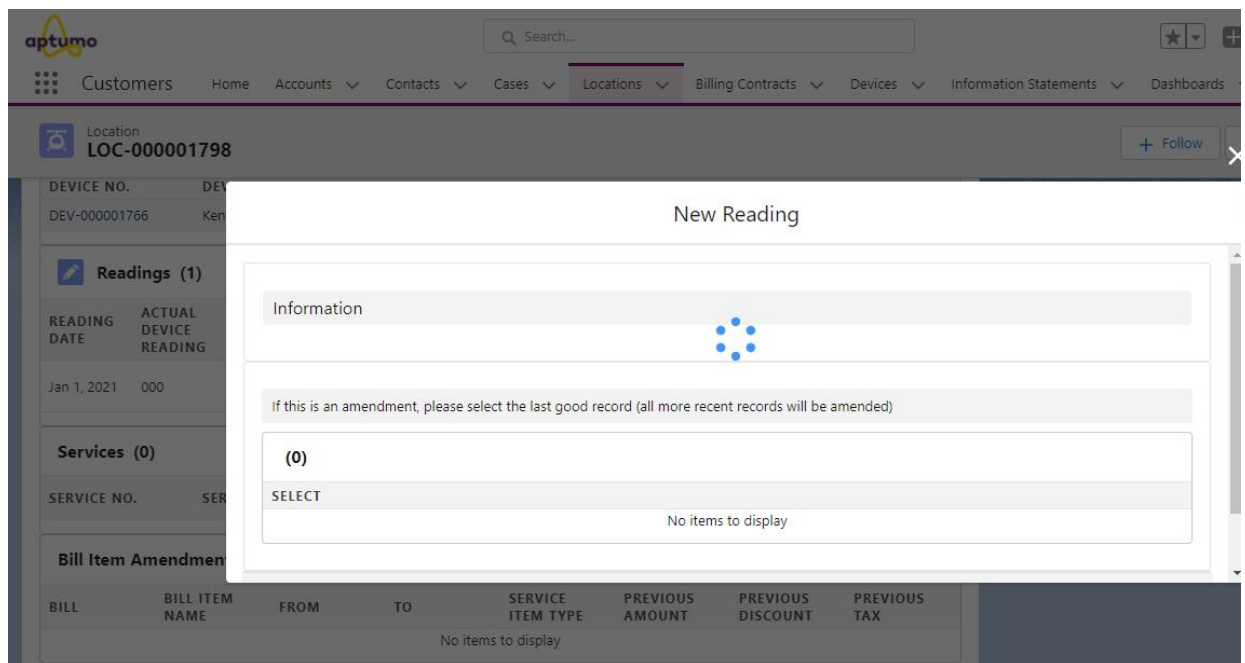 aptumo
Search...
Customers Home Accounts Contacts Cases Locations Billing Contracts Devices Information Statements Dashboards
Location
LOC-000001798
+ Follow
DEVICE NO. DEV
DEV-000001766 Ken
New Reading
Readings (1)
READING DATE
ACTUAL DEVICE READING
Jan 1, 2021 000
Information
If this is an amendment, please select the last good record (all more recent records will be amended)
(0)
SELECT
No items to display
Services (0)
SERVICE NO. SER
Bill Item Amendmen
BILL BILL ITEM NAME FROM TO SERVICE ITEM TYPE PREVIOUS AMOUNT PREVIOUS DISCOUNT PREVIOUS TAX
No items to display